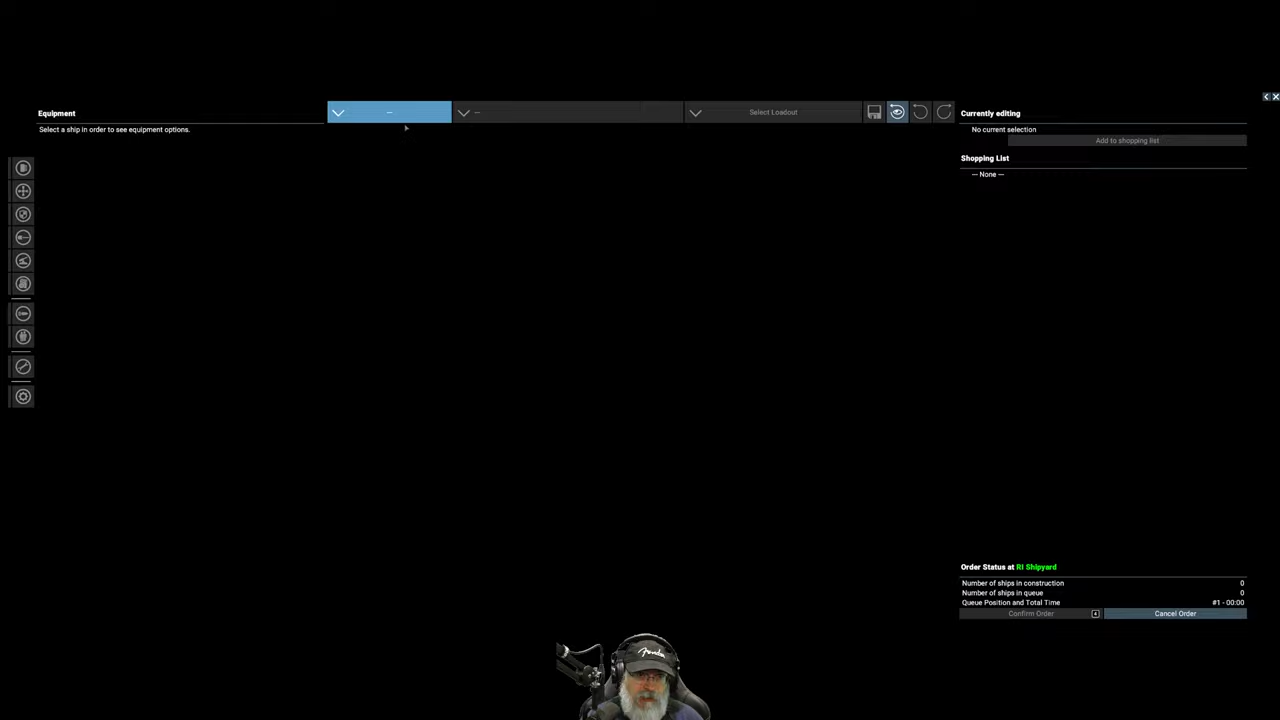 Equipment
Select a ship in order to see equipment options.
--
--
Select Loadout
Currently editing
No current selection
Add to shopping list
Shopping List
--- None ---
Order Status at RI Shipyard
Number of ships in construction 0
Number of ships in queue 0
Queue Position and Total Time #1 - 00:00
Confirm Order
Cancel Order
Fender